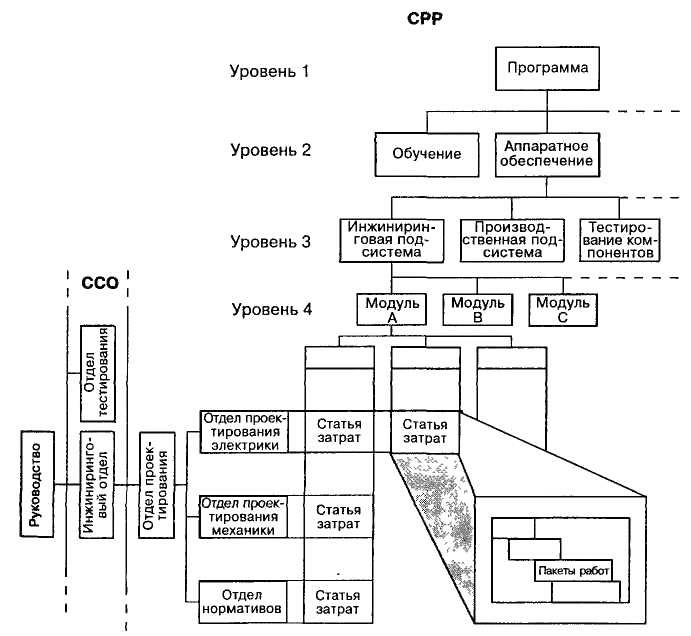 СРР
Уровень 1
Программа
Уровень 2
Обучение
Аппаратное
обеспечение
Уровень 3
Инжинирин-
говая под-
система
Производ-
ственная под-
система
Тестиро-
вание ком-
понентов
ССО
Уровень 4
Модуль
А
Модуль
В
Модуль
С
Отдел
тестирования
Руководство
Инжинириго-
вый отдел
Отдел проек-
тирования
Отдел проек-
тирования
электрики
Статья
затрат
Статья
затрат
Отдел проек-
тирования
механики
Статья
затрат
Пакеты работ
Отдел
нормативов
Статья
затрат